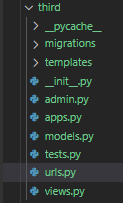 third
__pycache__
migrations
templates
__init__.py
admin.py
apps.py
models.py
tests.py
urls.py
views.py